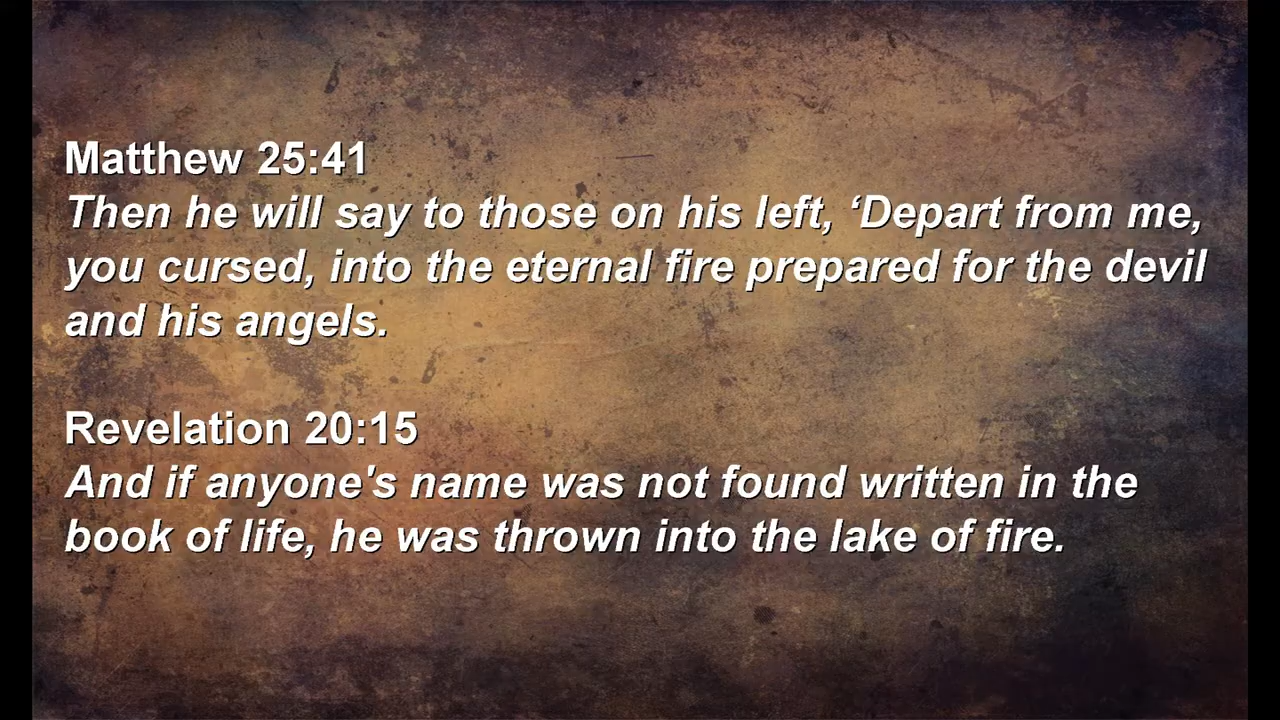 Matthew 25:41
Then he will say to those on his left, ‘Depart from me,
you cursed, into the eternal fire prepared for the devil
and his angels.
Revelation 20:15
And if anyone's name was not found written in the
book of life, he was thrown into the lake of fire.